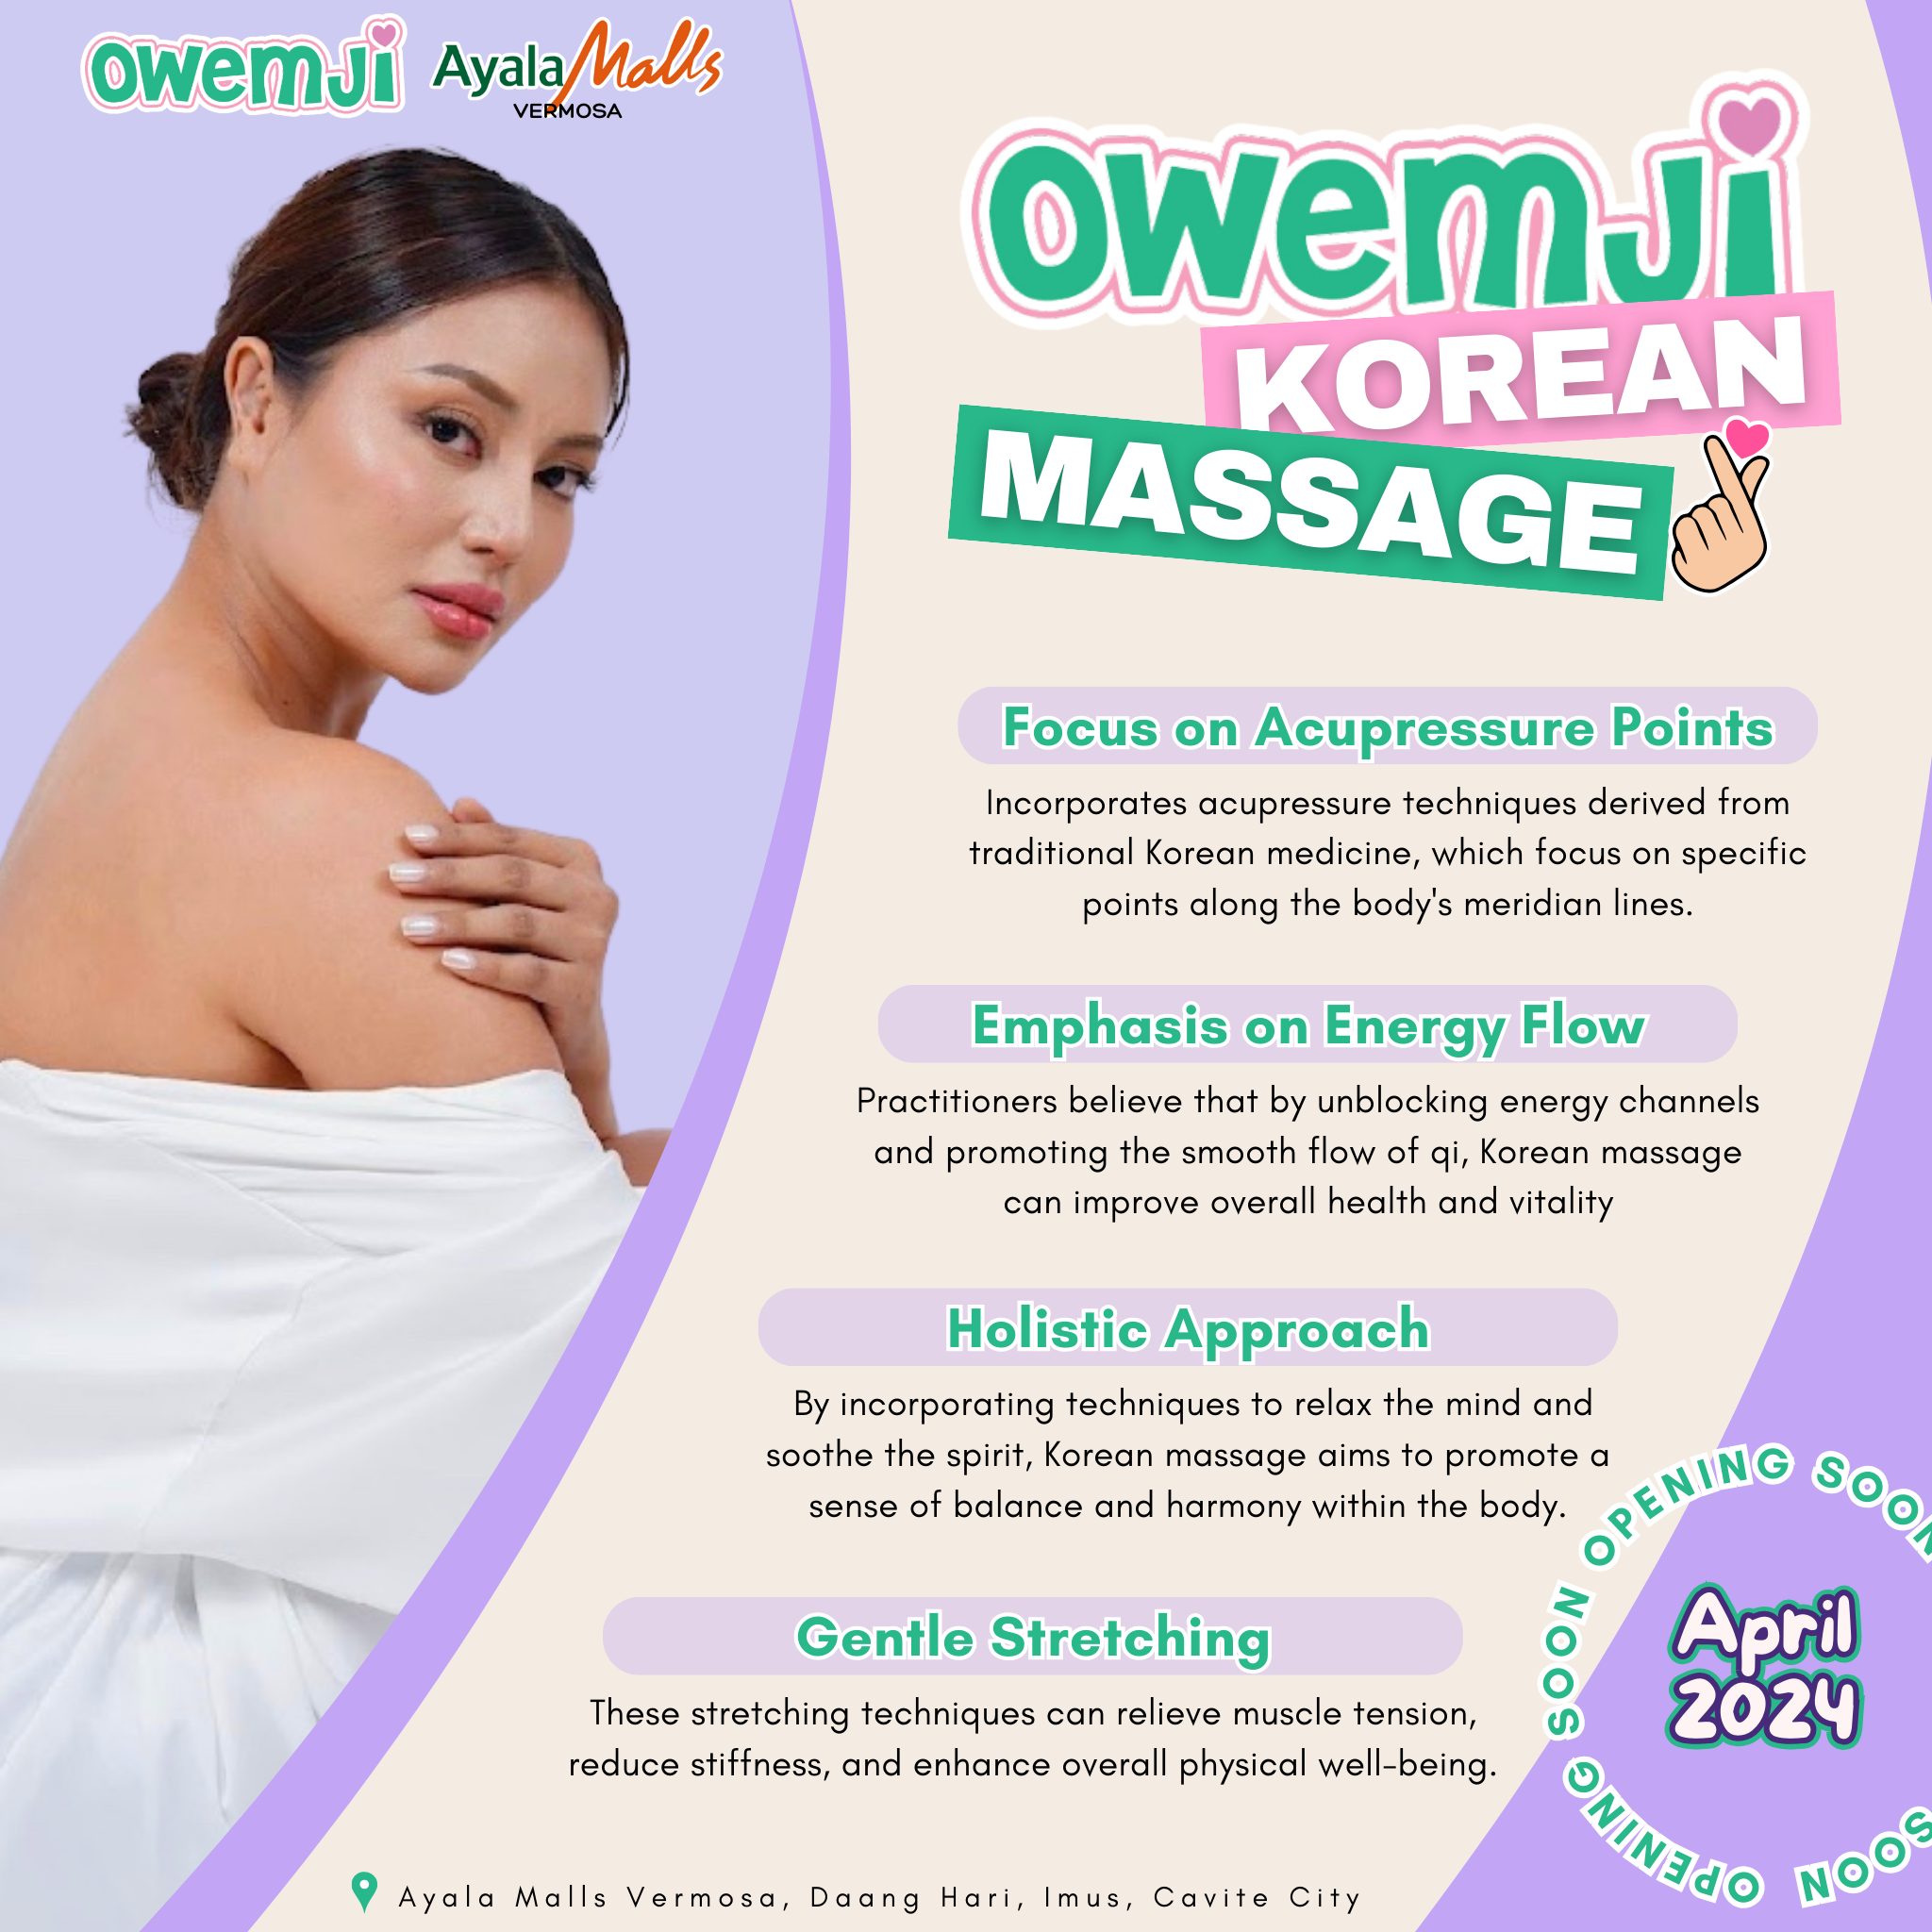 owemji Ayala Malls
VERMOSA
owemji
KOREAN
MASSAGE
Focus on Acupressure Points
Incorporates acupressure techniques derived from
traditional Korean medicine, which focus on specific
points along the body's meridian lines.
Emphasis on Energy Flow
Practitioners believe that by unblocking energy channels
and promoting the smooth flow of qi, Korean massage
can improve overall health and vitality
Holistic Approach
By incorporating techniques to relax the mind and
soothe the spirit, Korean massage aims to promote a
sense of balance and harmony within the body.
Gentle Stretching
These stretching techniques can relieve muscle tension,
reduce stiffness, and enhance overall physical well-being.
OPENING SOON OPENING SOON OPENING SOON
April
2024
Ayala Malls Vermosa, Daang Hari, Imus, Cavite City